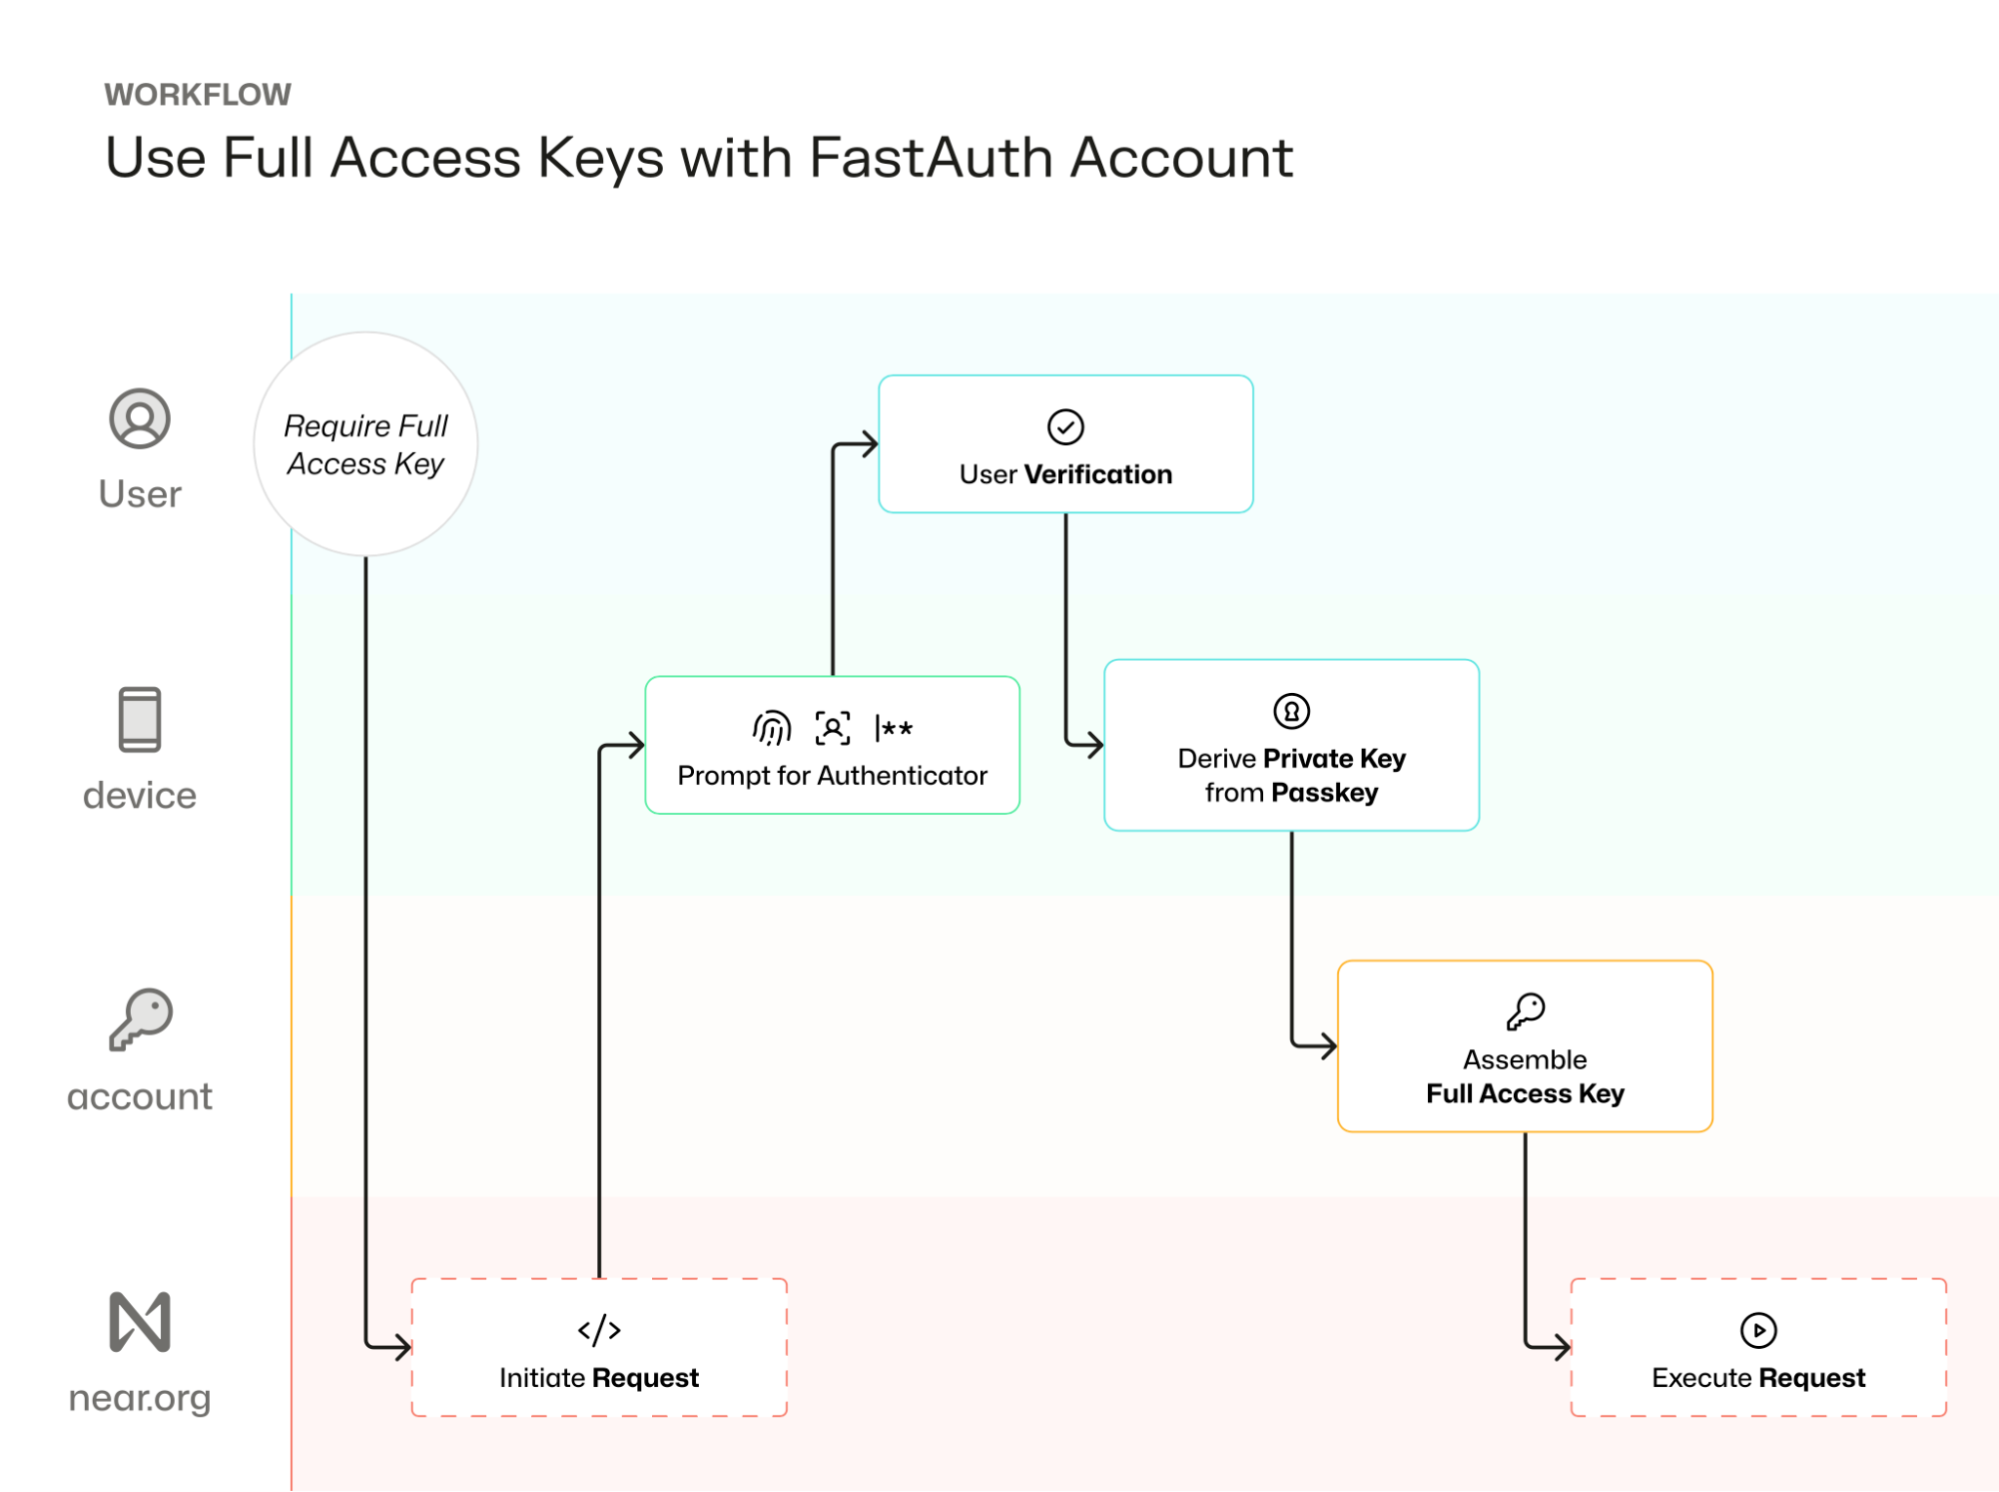 WORKFLOW
Use Full Access Keys with FastAuth Account
Require Full
Access Key
User
User Verification
device
|**
Prompt for Authenticator
Derive Private Key
from Passkey
account
Assemble
Full Access Key
near.org
</>
Initiate Request
Execute Request